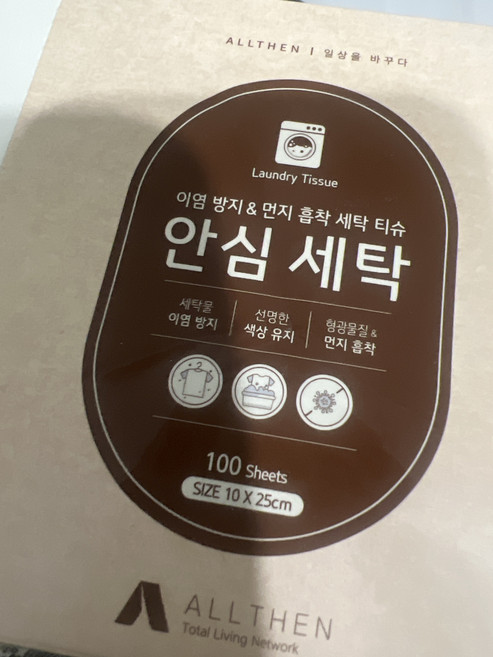 ALLTHEN | 일상을 바꾸다
Laundry Tissue
이염 방지 & 먼지 흡착 세탁 티슈
안심 세탁
세탁물
이염 방지
선명한
색상 유지
형광물질 &
먼지 흡착
100 Sheets
SIZE 10 X 25cm
ALLTHEN
Total Living Network